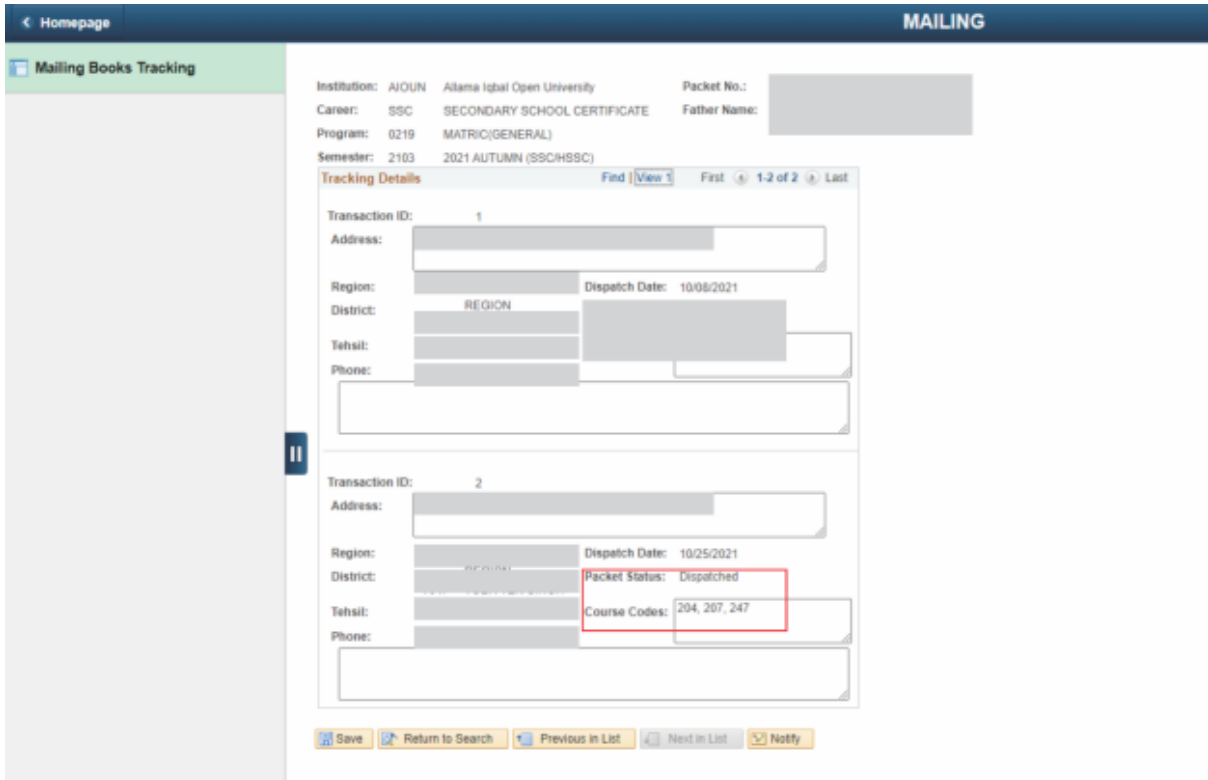 Homepage
MAILING
Mailing Books Tracking
Institution: AIOUN Allama Iqbal Open University Packet No.:
Career: SSC SECONDARY SCHOOL CERTIFICATE Father Name:
Program: 0219 MATRIC(GENERAL)
Semester: 2103 2021 AUTUMN (SSC/HSSC)
Tracking Details Find | View 1 First 1-2 of 2 Last
Transaction ID: 1
Address:
Region: Dispatch Date: 10/08/2021
REGION
District:
Tehsil:
Phone:
Transaction ID: 2
Address:
Region: Dispatch Date: 10/25/2021
District: Packet Status: Dispatched
Tehsil: Course Codes: 204, 207, 247
Phone:
Save Return to Search Previous in List Next in List Notify